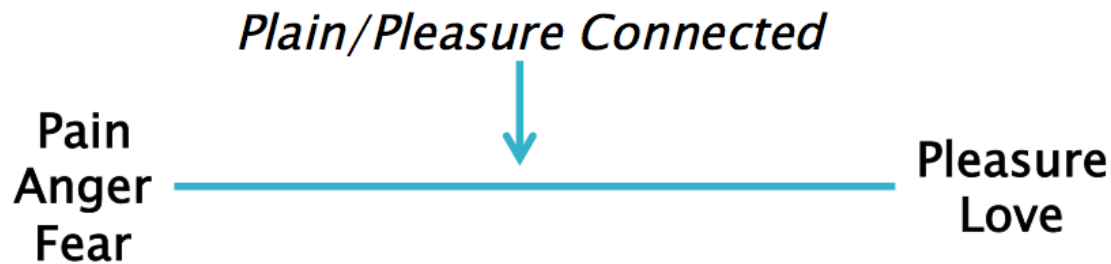 Plain/Pleasure Connected
Pain
Anger
Fear
Pleasure
Love